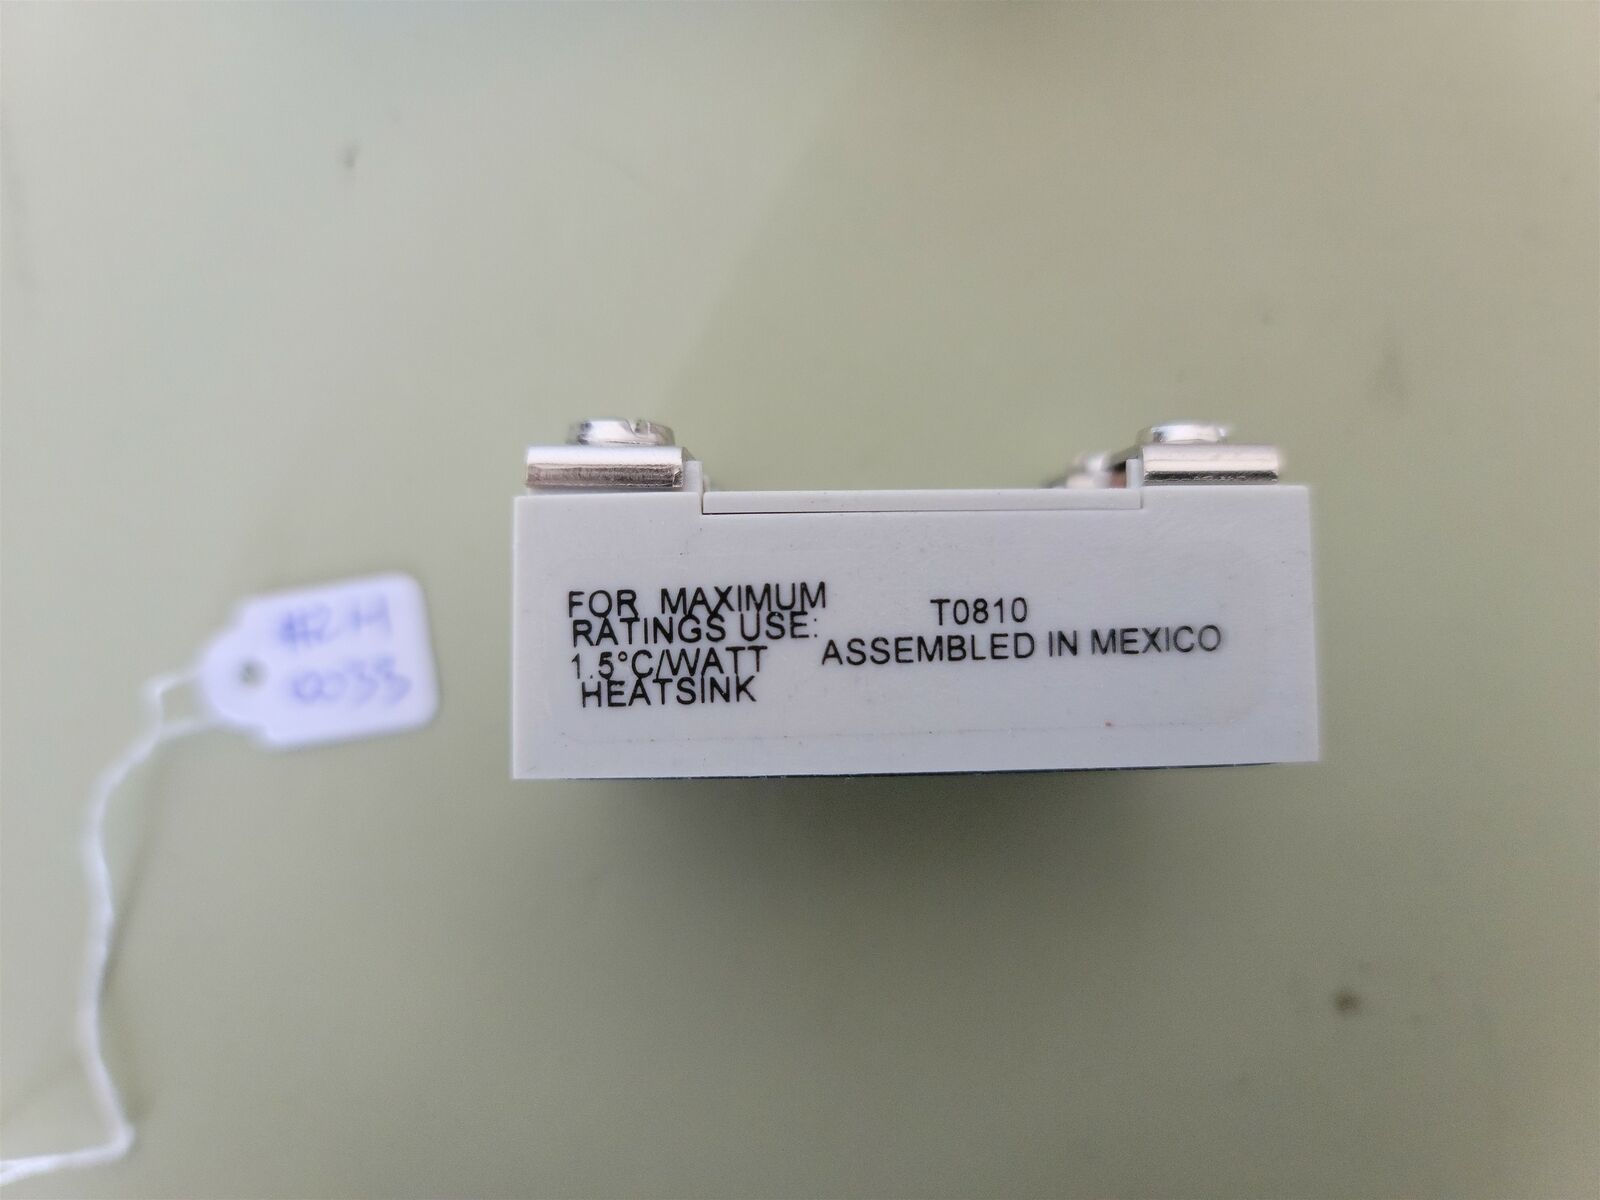 FOR MAXIMUM
RATINGS USE:
1.5°C/WATT
HEATSINK
T0810
ASSEMBLED IN MEXICO